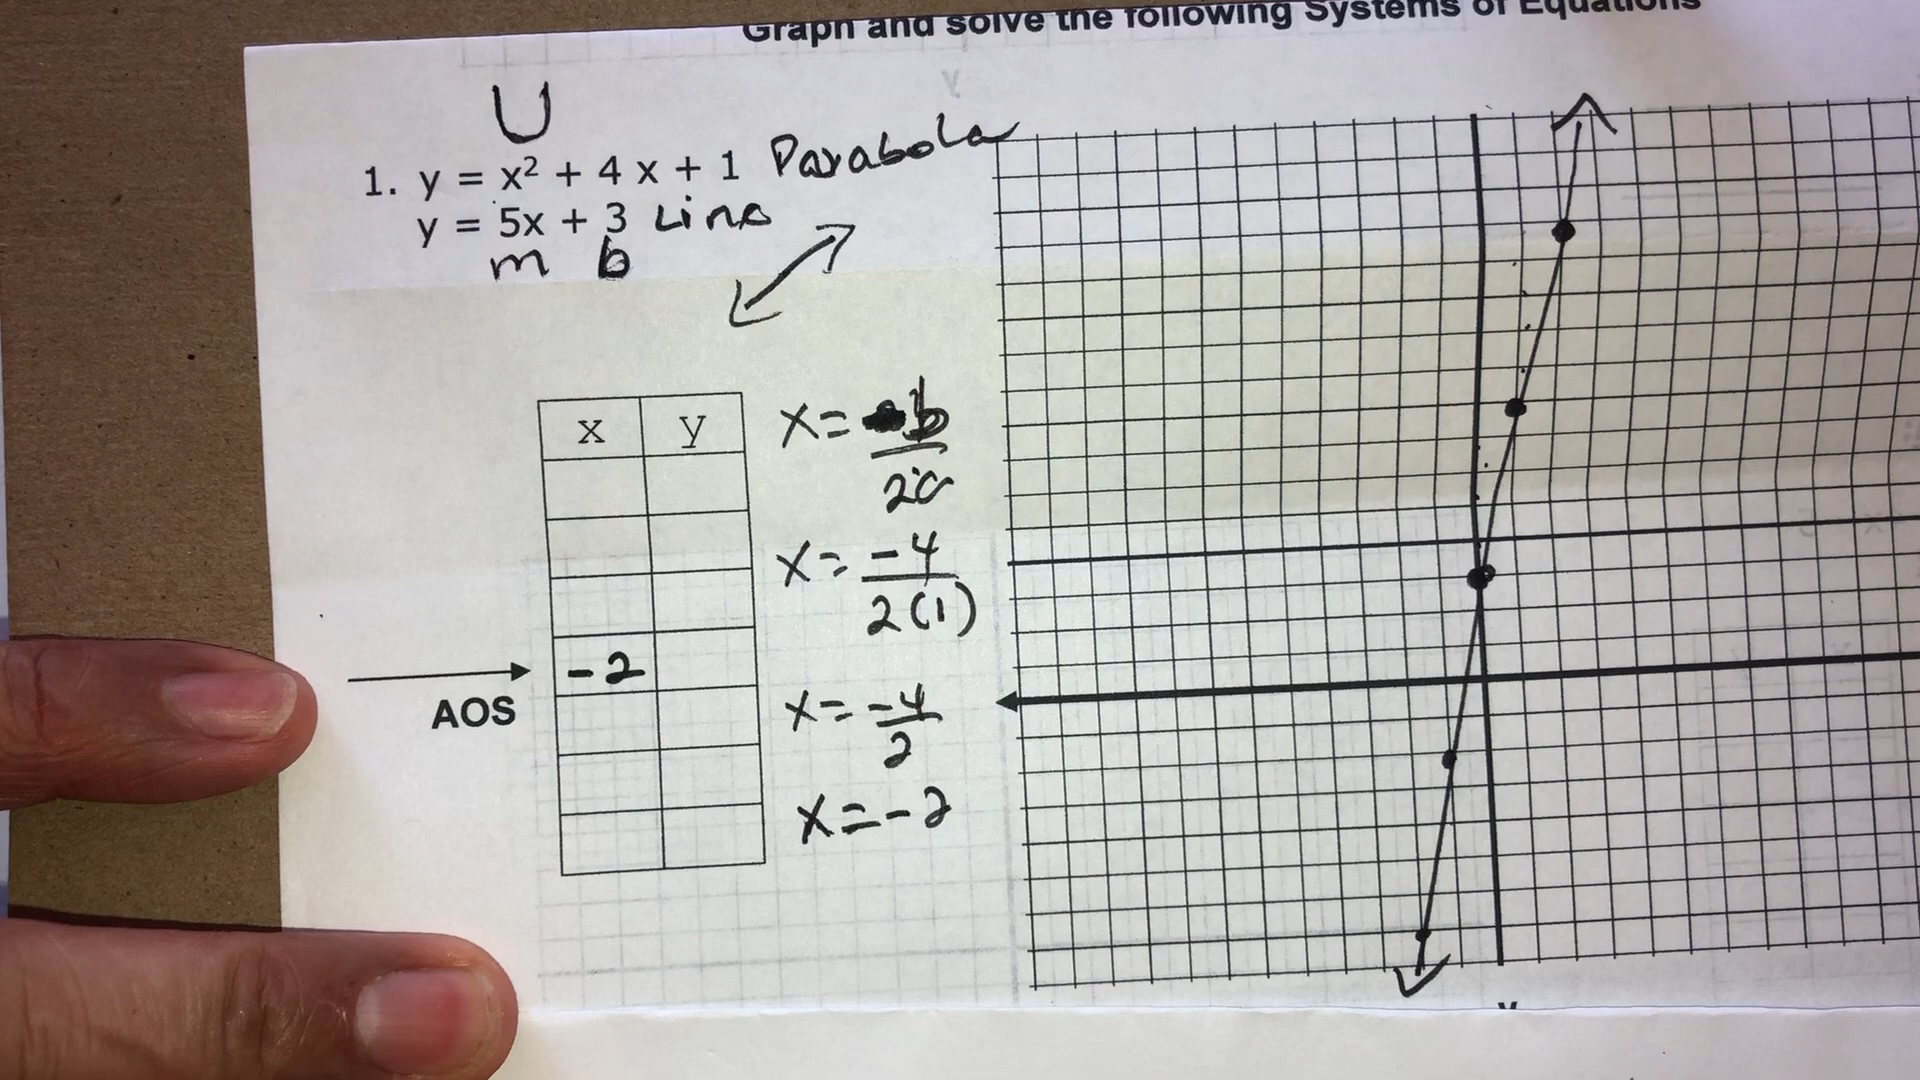 Graph and solve the following Systems of Equations
1. y = x² + 4 x + 1 Parabola
y = 5x + 3 Line
m b
x y
x = -b
2a
x = -4
2(1)
-2
AOS
x = -4
2
x = -2